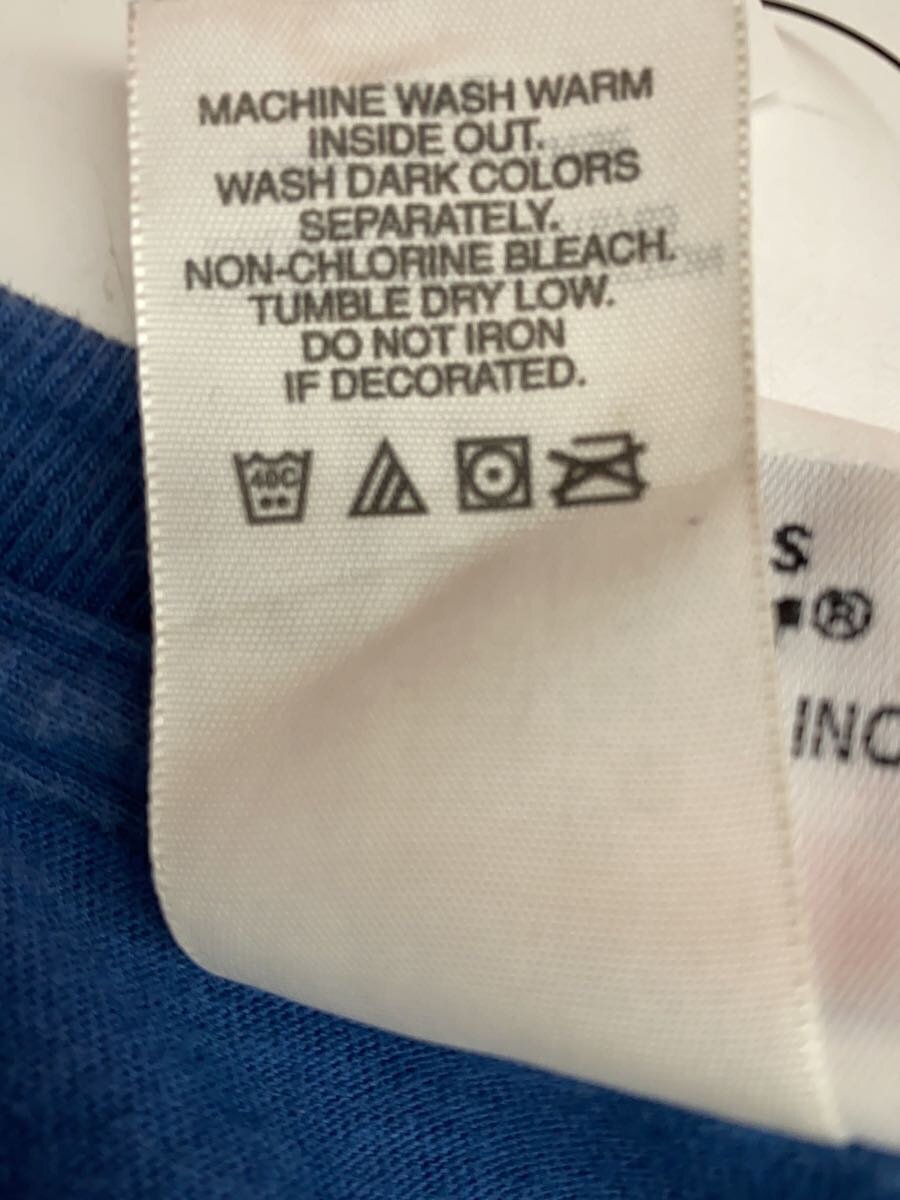 MACHINE WASH WARM
INSIDE OUT.
WASH DARK COLORS
SEPARATELY.
NON-CHLORINE BLEACH.
TUMBLE DRY LOW.
DO NOT IRON
IF DECORATED.
40C
S
®
INC